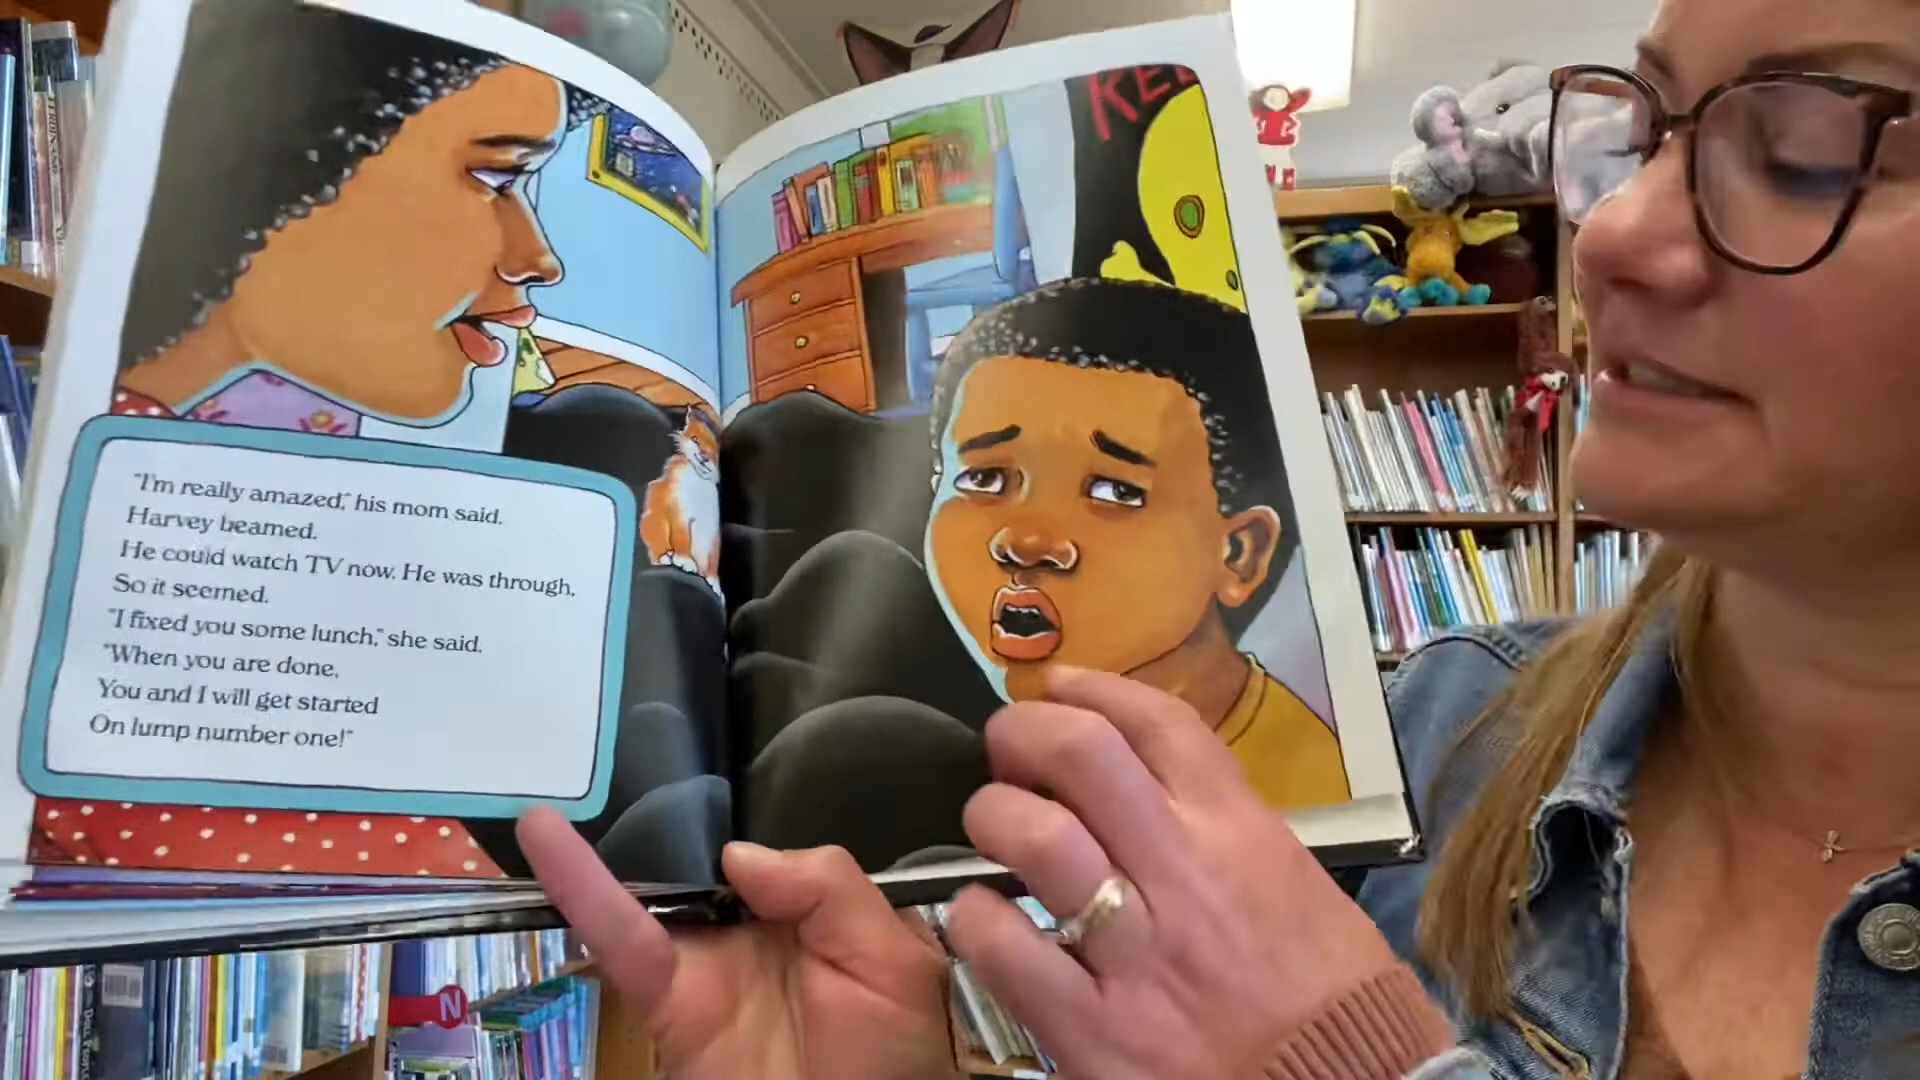 "I'm really amazed," his mom said.
Harvey beamed.
He could watch TV now. He was through,
So it seemed.
"I fixed you some lunch," she said.
"When you are done,
You and I will get started
On lump number one!"
KE
N